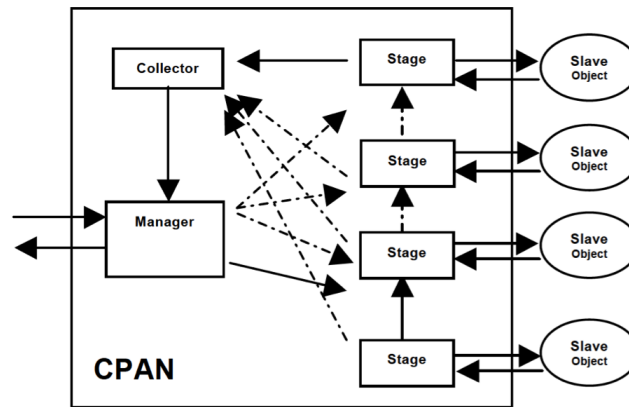 Collector
Stage
Slave
Object
Stage
Slave
Object
Manager
Stage
Slave
Object
Stage
Slave
Object
CPAN